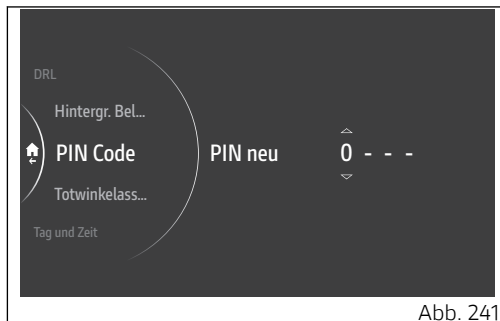 DRL
Hintergr. Bel...
PIN Code
PIN neu
0 - - -
Totwinkelass...
Tag und Zeit
Abb. 241